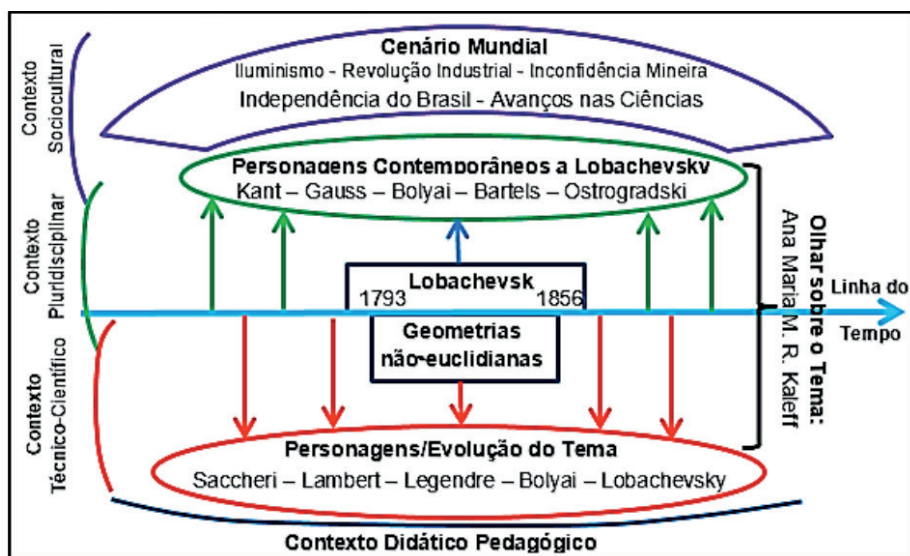 Contexto
Sociocultural
Cenário Mundial
Iluminismo - Revolução Industrial - Inconfidência Mineira
Independência do Brasil - Avanços nas Ciências
Contexto
Pluridisciplinar
Personagens Contemporâneos a Lobachevsky
Kant – Gauss – Bolyai – Bartels – Ostrogradski
Lobachevsk
1793 1856
Geometrias
não-euclidianas
Linha do
Tempo
Olhar sobre o Tema:
Ana Maria M. R. Kaleff
Contexto
Técnico-Científico
Personagens/Evolução do Tema
Saccheri – Lambert – Legendre – Bolyai – Lobachevsky
Contexto Didático Pedagógico